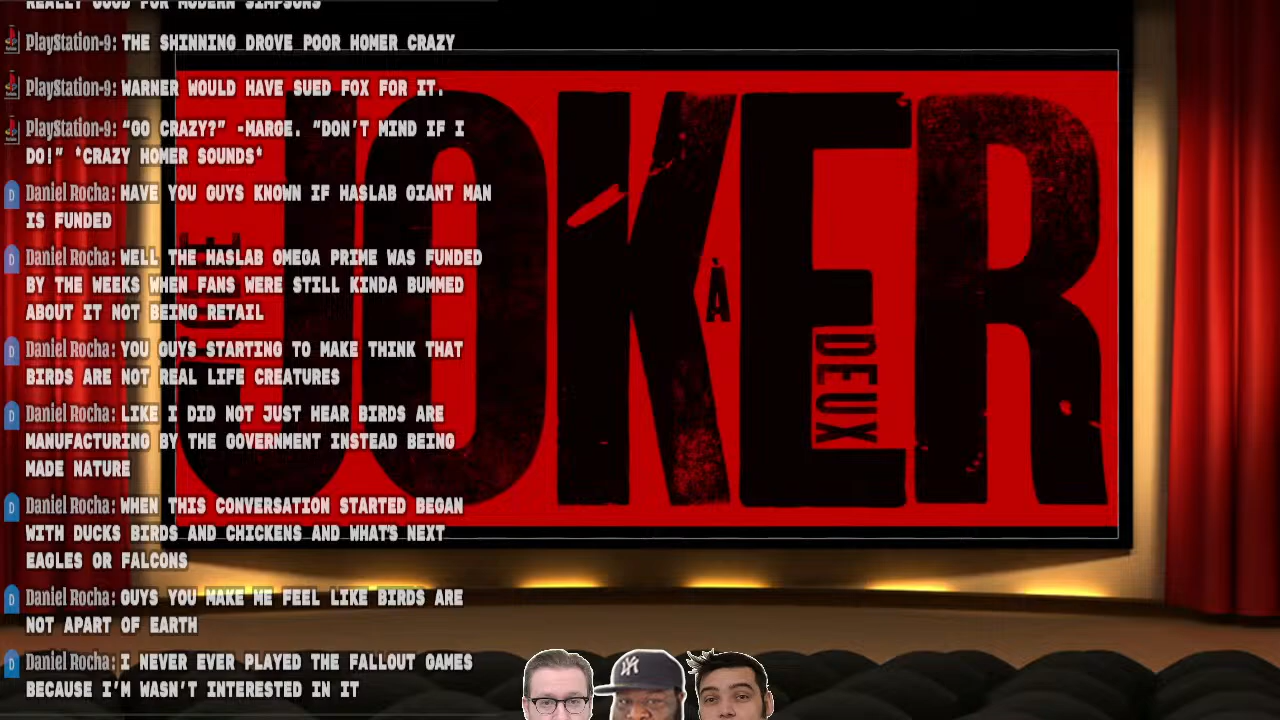 REALLY GOOD FOR MODERN SIMPSONS
PlayStation-9: THE SHINNING DROVE POOR HOMER CRAZY
PlayStation-9: WARNER WOULD HAVE SUED FOX FOR IT.
PlayStation-9: “GO CRAZY?” -MARGE. “DON’T MIND IF I
DO!” *CRAZY HOMER SOUNDS*
Daniel Rocha: HAVE YOU GUYS KNOWN IF HASLAB GIANT MAN
IS FUNDED
Daniel Rocha: WELL THE HASLAB OMEGA PRIME WAS FUNDED
BY THE WEEKS WHEN FANS WERE STILL KINDA BUMMED
ABOUT IT NOT BEING RETAIL
Daniel Rocha: YOU GUYS STARTING TO MAKE THINK THAT
BIRDS ARE NOT REAL LIFE CREATURES
Daniel Rocha: LIKE I DID NOT JUST HEAR BIRDS ARE
MANUFACTURING BY THE GOVERNMENT INSTEAD BEING
MADE NATURE
Daniel Rocha: WHEN THIS CONVERSATION STARTED BEGAN
WITH DUCKS BIRDS AND CHICKENS AND WHAT'S NEXT
EAGLES OR FALCONS
Daniel Rocha: GUYS YOU MAKE ME FEEL LIKE BIRDS ARE
NOT APART OF EARTH
Daniel Rocha: I NEVER EVER PLAYED THE FALLOUT GAMES
BECAUSE I’M WASN’T INTERESTED IN IT
JOKER
FOLIE
À
DEUX